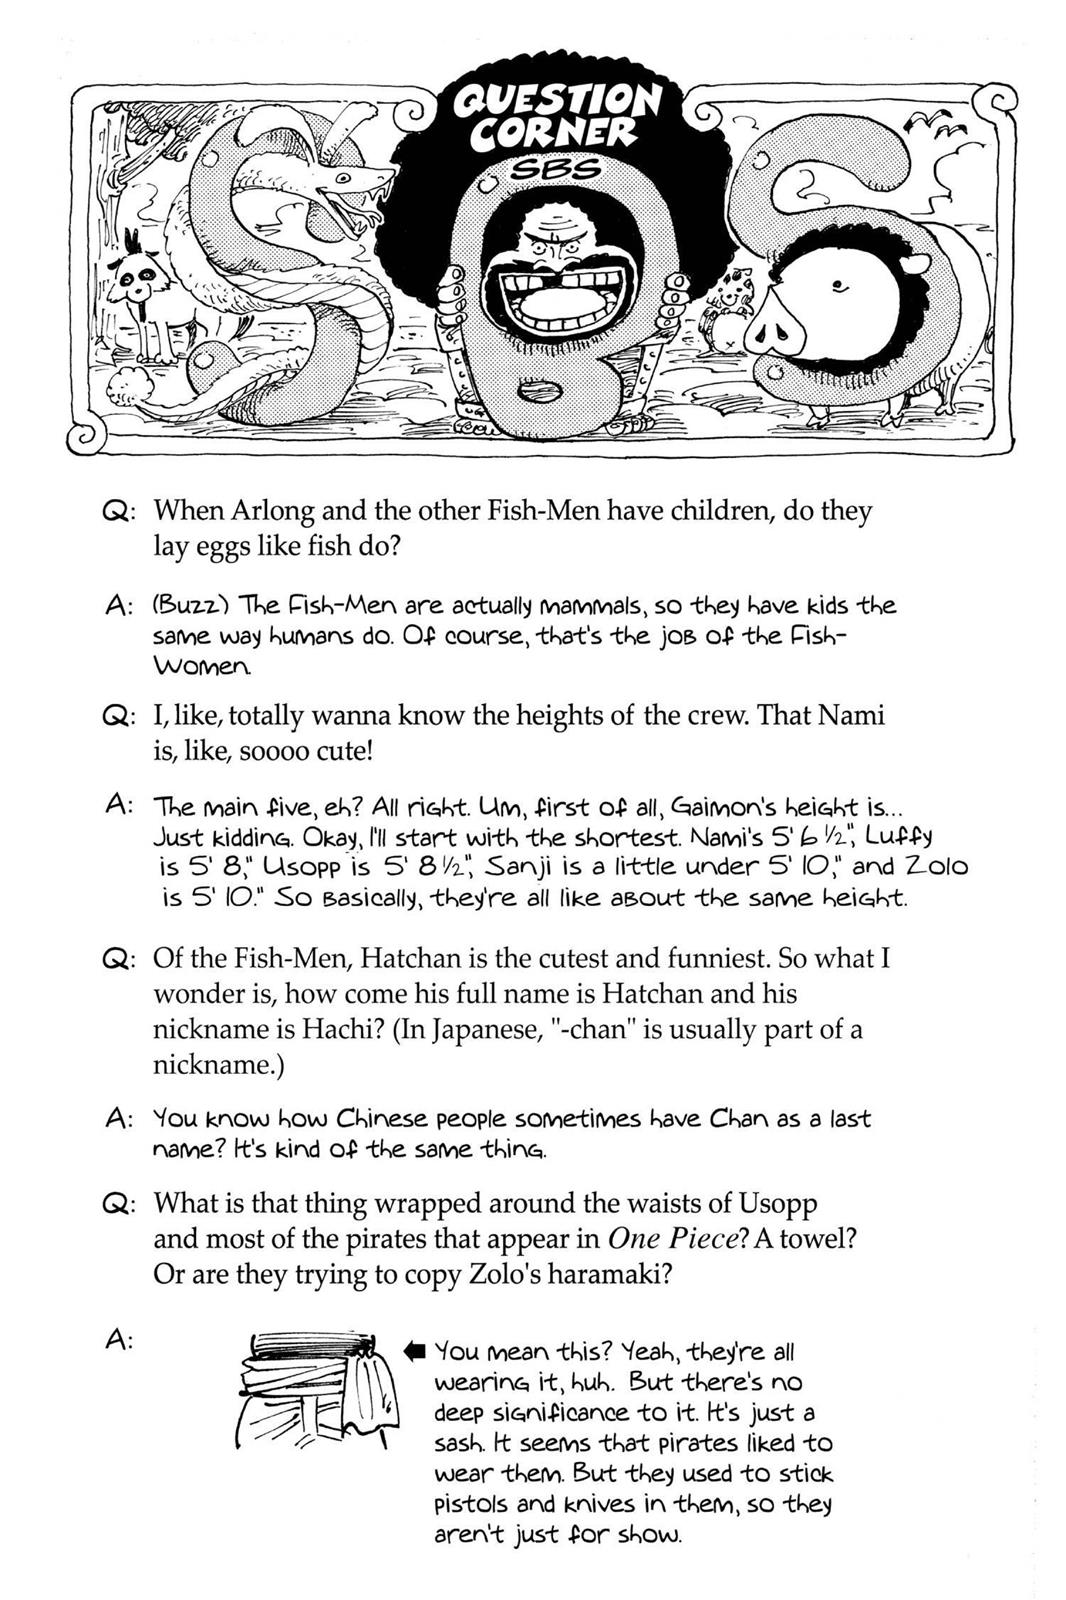 QUESTION
CORNER
SBS
Q: When Arlong and the other Fish-Men have children, do they
lay eggs like fish do?
A: (Buzz) The Fish-Men are actually mammals, so they have kids the
same way humans do. Of course, that's the job of the Fish-
Women.
Q: I, like, totally wanna know the heights of the crew. That Nami
is, like, soooo cute!
A: The main five, eh? All right. Um, first of all, Gaimon's height is...
Just kidding. Okay, I'll start with the shortest. Nami's 5' 6 ½", Luffy
is 5' 8," Usopp is 5' 8 ½", Sanji is a little under 5' 10," and Zolo
is 5' 10." So basically, they're all like about the same height.
Q: Of the Fish-Men, Hatchan is the cutest and funniest. So what I
wonder is, how come his full name is Hatchan and his
nickname is Hachi? (In Japanese, "-chan" is usually part of a
nickname.)
A: You know how Chinese people sometimes have Chan as a last
name? It's kind of the same thing.
Q: What is that thing wrapped around the waists of Usopp
and most of the pirates that appear in One Piece? A towel?
Or are they trying to copy Zolo's haramaki?
A: You mean this? Yeah, they're all
wearing it, huh. But there's no
deep significance to it. It's just a
sash. It seems that pirates liked to
wear them. But they used to stick
pistols and knives in them, so they
aren't just for show.